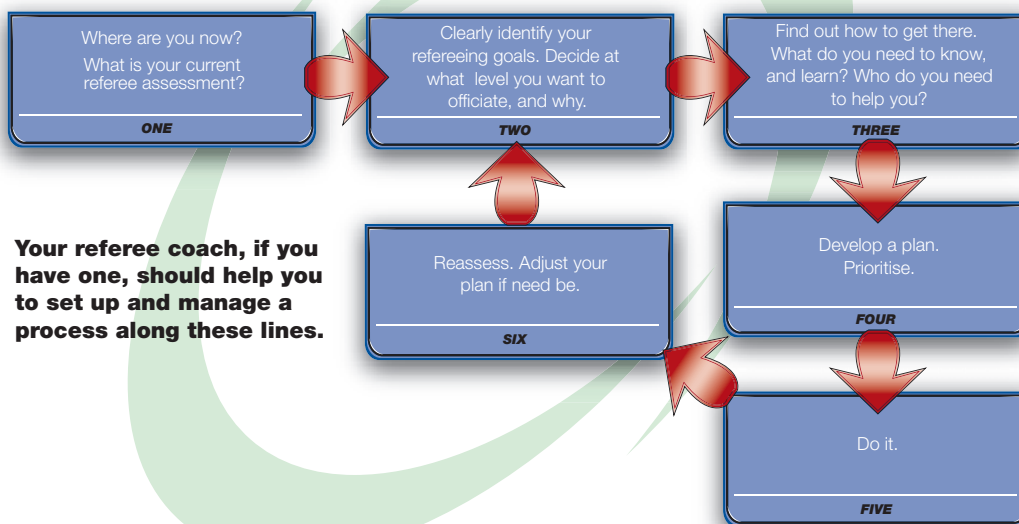 Where are you now?
What is your current
referee assessment?
ONE
Clearly identify your
refereeing goals. Decide at
what level you want to
officiate, and why.
TWO
Find out how to get there.
What do you need to know,
and learn? Who do you need
to help you?
THREE
Develop a plan.
Prioritise.
FOUR
Do it.
FIVE
Reassess. Adjust your
plan if need be.
SIX
Your referee coach, if you
have one, should help you
to set up and manage a
process along these lines.